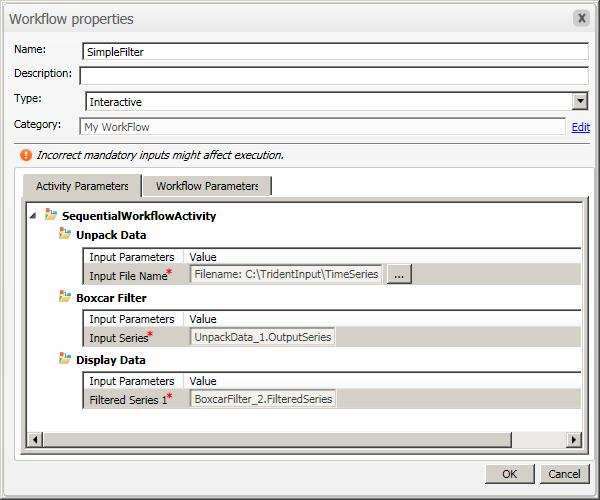 Workflow properties
Name: SimpleFilter
Description:
Type: Interactive
Category: My WorkFlow Edit
Incorrect mandatory inputs might affect execution.
Activity Parameters Workflow Parameters
SequentialWorkflowActivity
Unpack Data
Input Parameters Value
Input File Name* Filename: C:\TridentInput\TimeSeries ...
Boxcar Filter
Input Parameters Value
Input Series* UnpackData_1.OutputSeries
Display Data
Input Parameters Value
Filtered Series 1* BoxcarFilter_2.FilteredSeries
OK Cancel